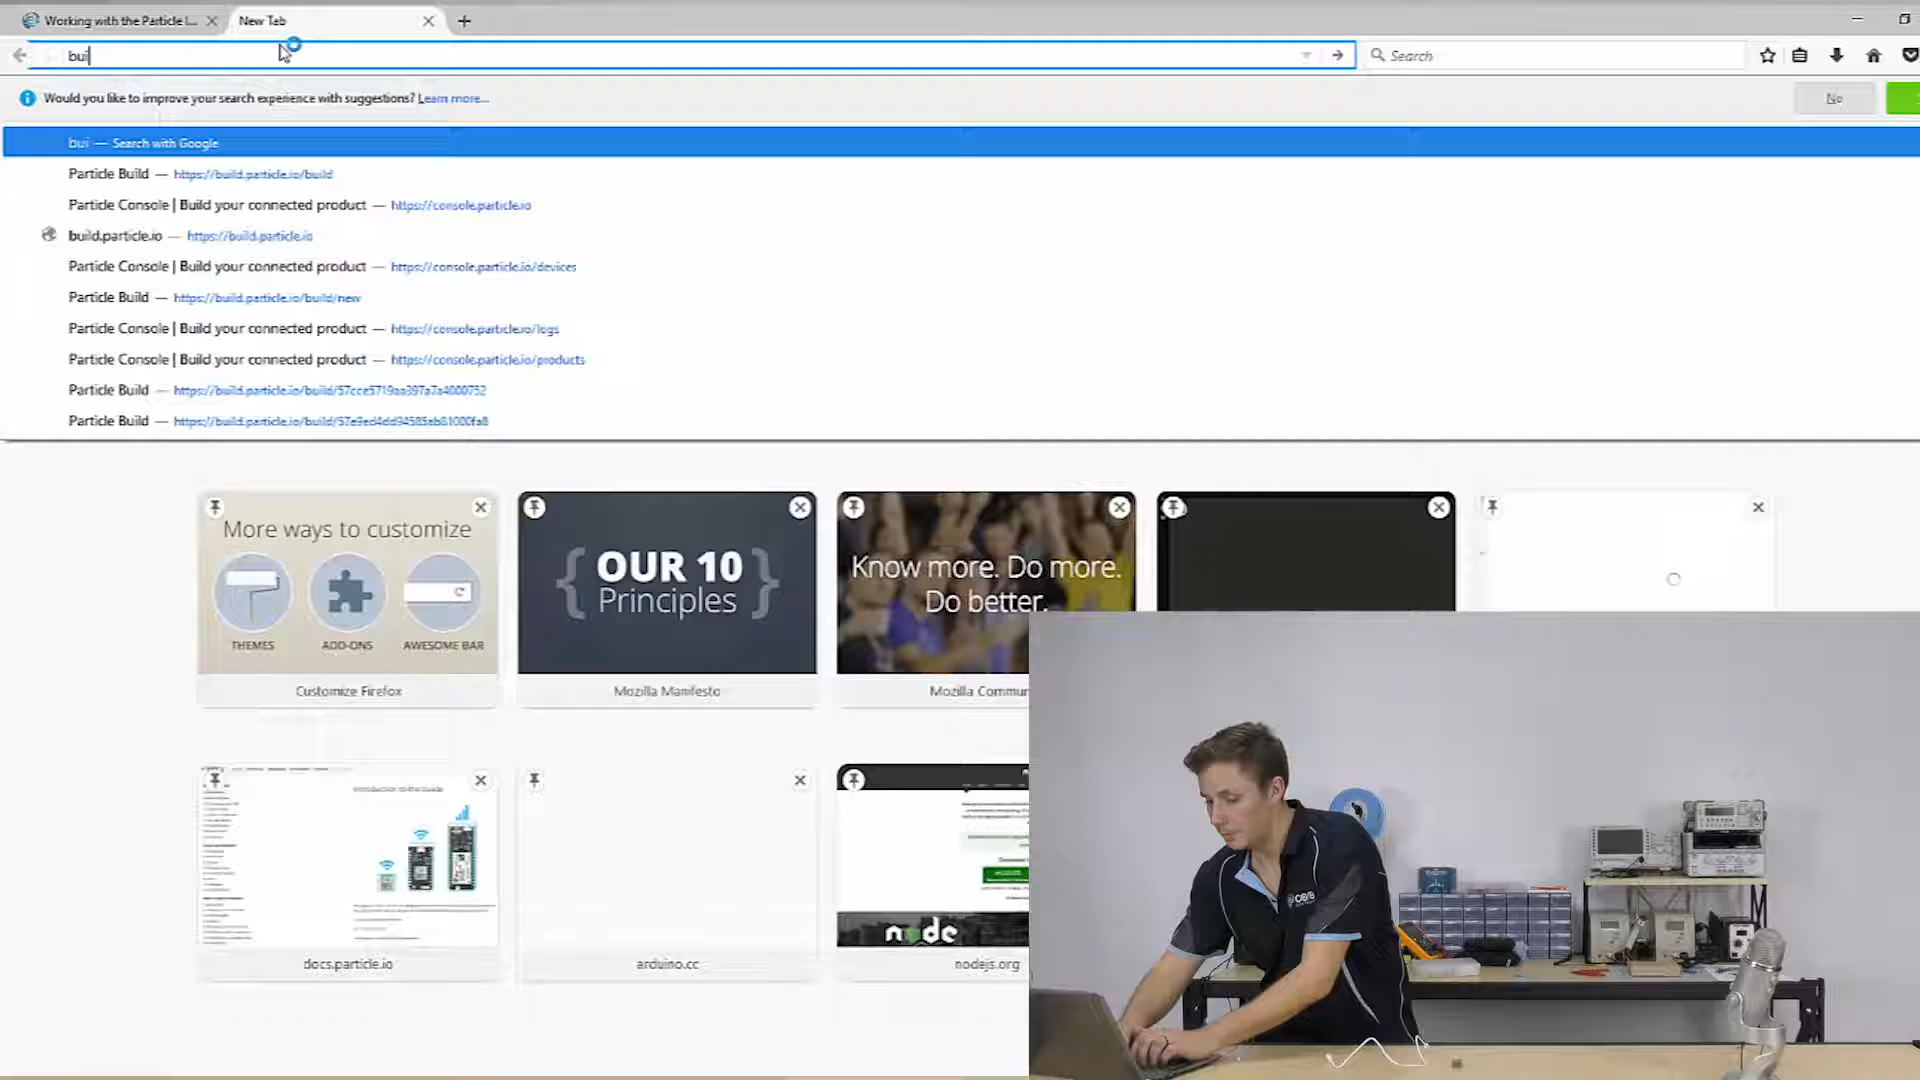 Working with the Particle I...
New Tab
bui
Search
Would you like to improve your search experience with suggestions? Learn more...
No
bui — Search with Google
Particle Build — https://build.particle.io/build
Particle Console | Build your connected product — https://console.particle.io
build.particle.io — https://build.particle.io
Particle Console | Build your connected product — https://console.particle.io/devices
Particle Build — https://build.particle.io/build/new
Particle Console | Build your connected product — https://console.particle.io/logs
Particle Console | Build your connected product — https://console.particle.io/products
Particle Build — https://build.particle.io/build/57cce5719aa397a7a4000752
Particle Build — https://build.particle.io/build/57e9ed4dd94585ab81000fa8
More ways to customize
THEMES
ADD-ONS
AWESOME BAR
Customize Firefox
{ OUR 10 Principles }
Mozilla Manifesto
Know more. Do more.
Do better.
Mozilla Commun
Introduction to the Guide
docs.particle.io
arduino.cc
node
nodejs.org
core